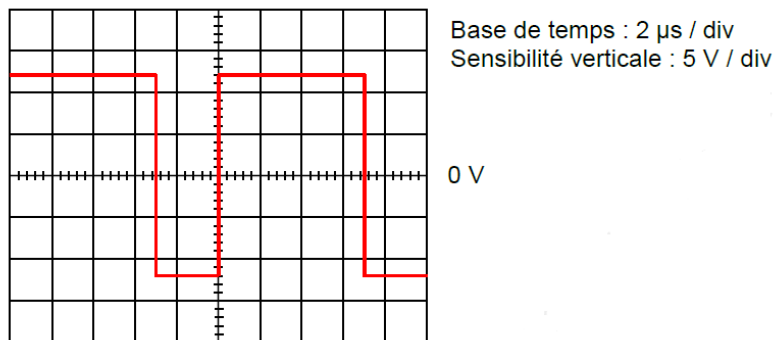 Base de temps : 2 µs / div
Sensibilité verticale : 5 V / div
0 V